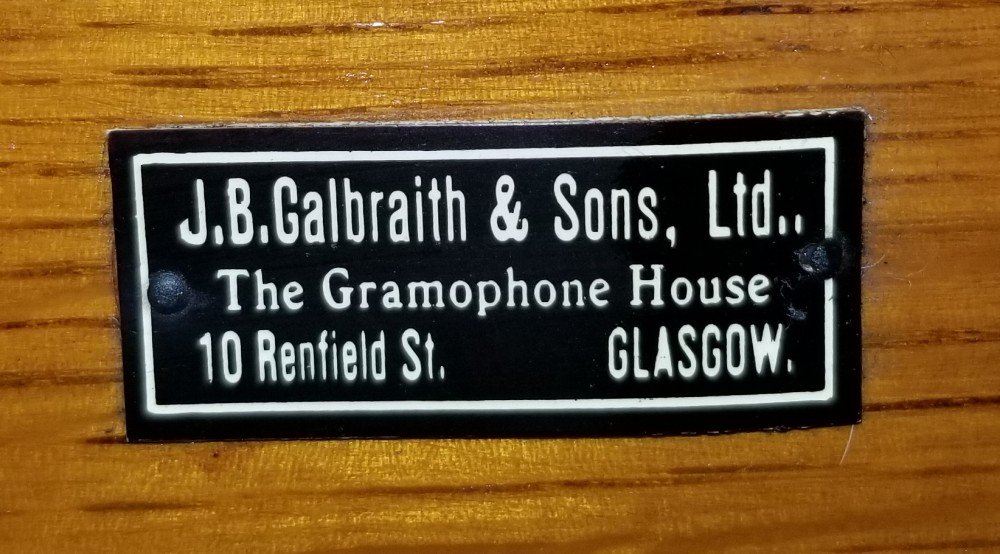 J.B.Galbraith & Sons, Ltd..
The Gramophone House
10 Renfield St. GLASGOW.